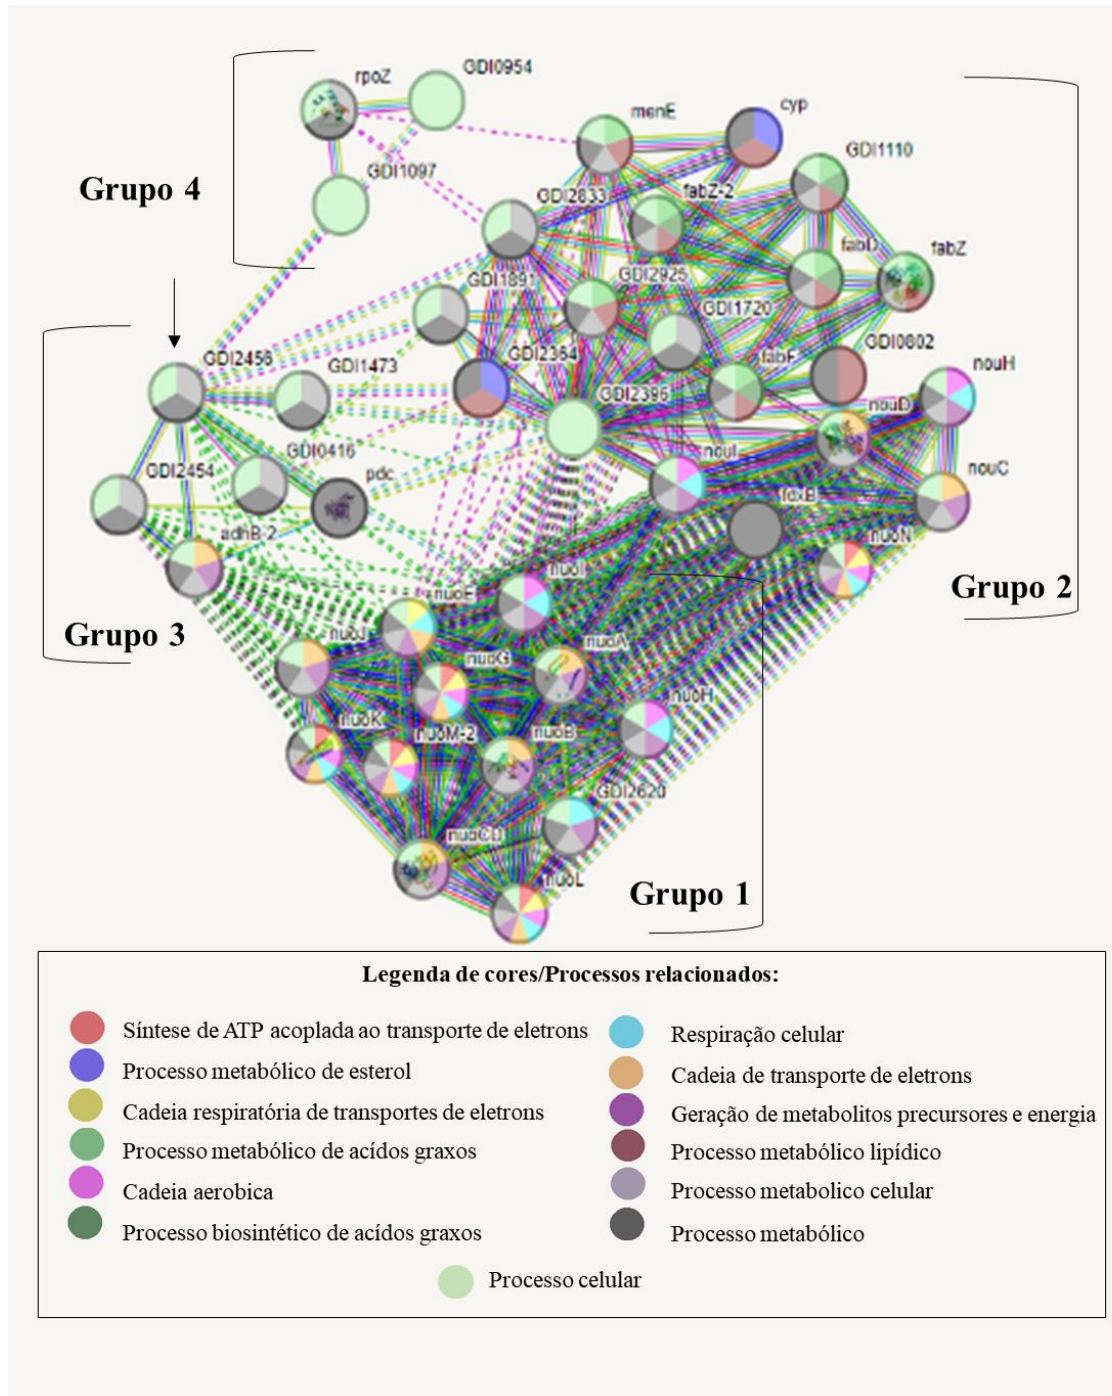 rpoZ
GDI0954
GDI1097
Grupo 4
menE
cyp
GDI1110
GDI2833
fabZ-2
fabD
fabZ
GDI1891
GDI2925
GDI1720
GDI2364
GDI0802
fabF
GDI2396
nouH
nouD
nouI
nouC
fdxB
nuoN
Grupo 2
GDI2456
GDI1473
GDI0416
GDI2454
pdc
adhB-2
Grupo 3
nuoI
nuoE
nuoJ
nuoG
nuoA
nuoH
nuoK
nuoM-2
nuoB
GDI2620
nuoCD
nuoL
Grupo 1
Legenda de cores/Processos relacionados:
Síntese de ATP acoplada ao transporte de eletrons
Processo metabólico de esterol
Cadeia respiratória de transportes de eletrons
Processo metabólico de acídos graxos
Cadeia aerobica
Processo biosintético de acídos graxos
Respiração celular
Cadeia de transporte de eletrons
Geração de metabolitos precursores e energia
Processo metabólico lipídico
Processo metabolico celular
Processo metabólico
Processo celular